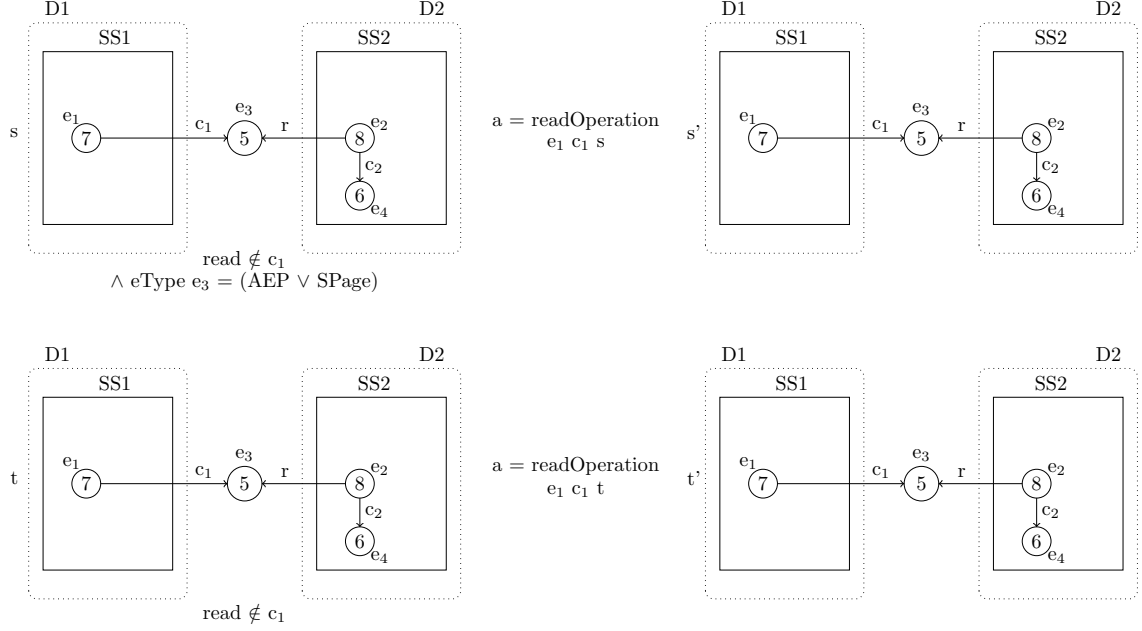 D1 D2 D1 D2
SS1 SS2 SS1 SS2
s e₁ 7 c₁ e₃ 5 r 8 e₂ a = readOperation s' e₁ 7 c₁ e₃ 5 r 8 e₂
e₁ c₁ s
c₂ c₂
6 e₄ 6 e₄
read ∉ c₁
∧ eType e₃ = (AEP ∨ SPage)
D1 D2 D1 D2
SS1 SS2 SS1 SS2
t e₁ 7 c₁ e₃ 5 r 8 e₂ a = readOperation t' e₁ 7 c₁ e₃ 5 r 8 e₂
e₁ c₁ t
c₂ c₂
6 e₄ 6 e₄
read ∉ c₁